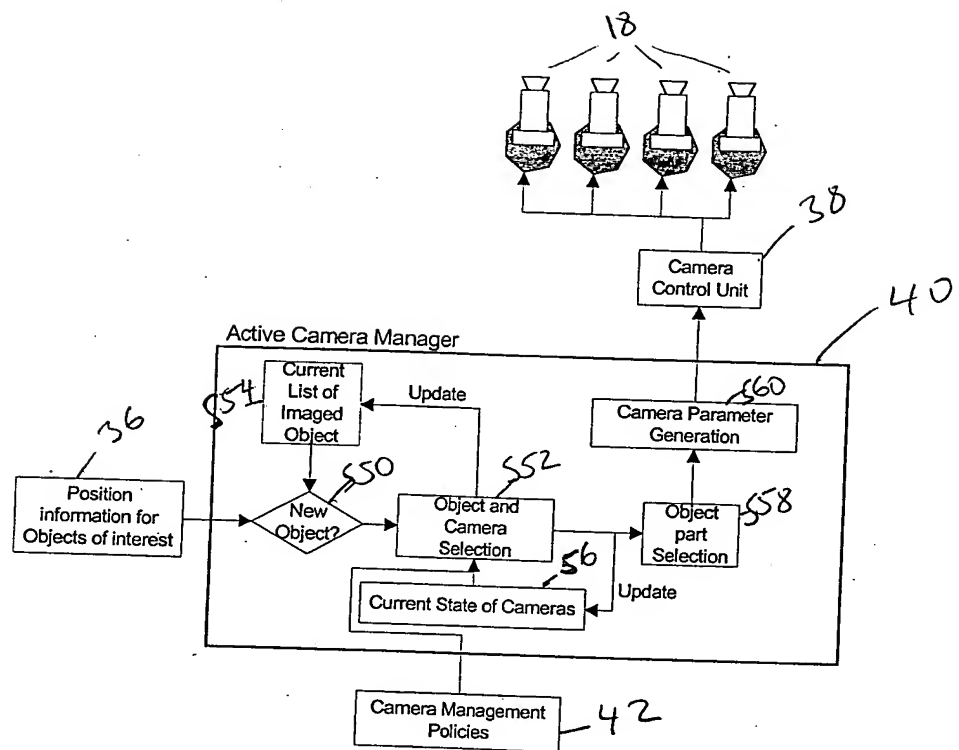 18
38
Camera
Control Unit
40
Active Camera Manager
554
Current
List of
Imaged
Object
Update
560
Camera Parameter
Generation
36
Position
information for
Objects of interest
550
New
Object?
552
Object and
Camera
Selection
558
Object
part
Selection
56
Current State of Cameras
Update
Camera Management
Policies
42